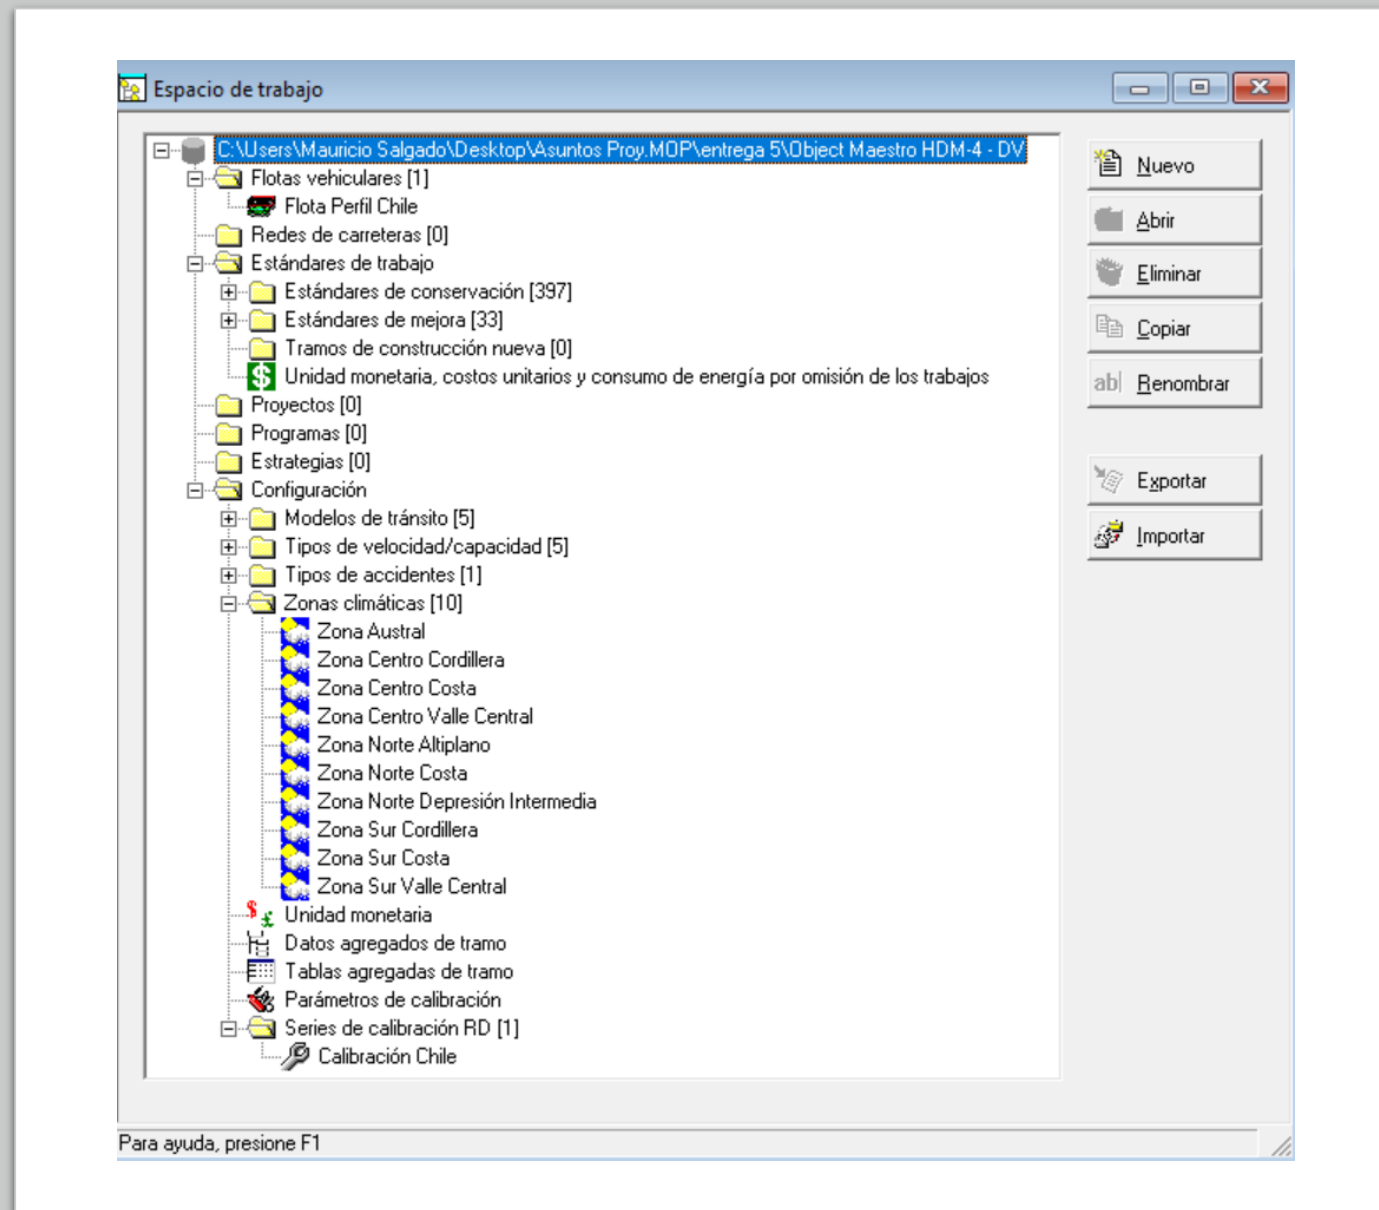 Espacio de trabajo
C:\Users\Mauricio Salgado\Desktop\Asuntos Proy.MOP\entrega 5\Object Maestro HDM-4 - DV
Flotas vehiculares [1]
Flota Perfil Chile
Redes de carreteras [0]
Estándares de trabajo
Estándares de conservación [397]
Estándares de mejora [33]
Tramos de construcción nueva [0]
Unidad monetaria, costos unitarios y consumo de energía por omisión de los trabajos
Proyectos [0]
Programas [0]
Estrategias [0]
Configuración
Modelos de tránsito [5]
Tipos de velocidad/capacidad [5]
Tipos de accidentes [1]
Zonas climáticas [10]
Zona Austral
Zona Centro Cordillera
Zona Centro Costa
Zona Centro Valle Central
Zona Norte Altiplano
Zona Norte Costa
Zona Norte Depresión Intermedia
Zona Sur Cordillera
Zona Sur Costa
Zona Sur Valle Central
Unidad monetaria
Datos agregados de tramo
Tablas agregadas de tramo
Parámetros de calibración
Series de calibración RD [1]
Calibración Chile
Nuevo
Abrir
Eliminar
Copiar
ab| Renombrar
Exportar
Importar
Para ayuda, presione F1